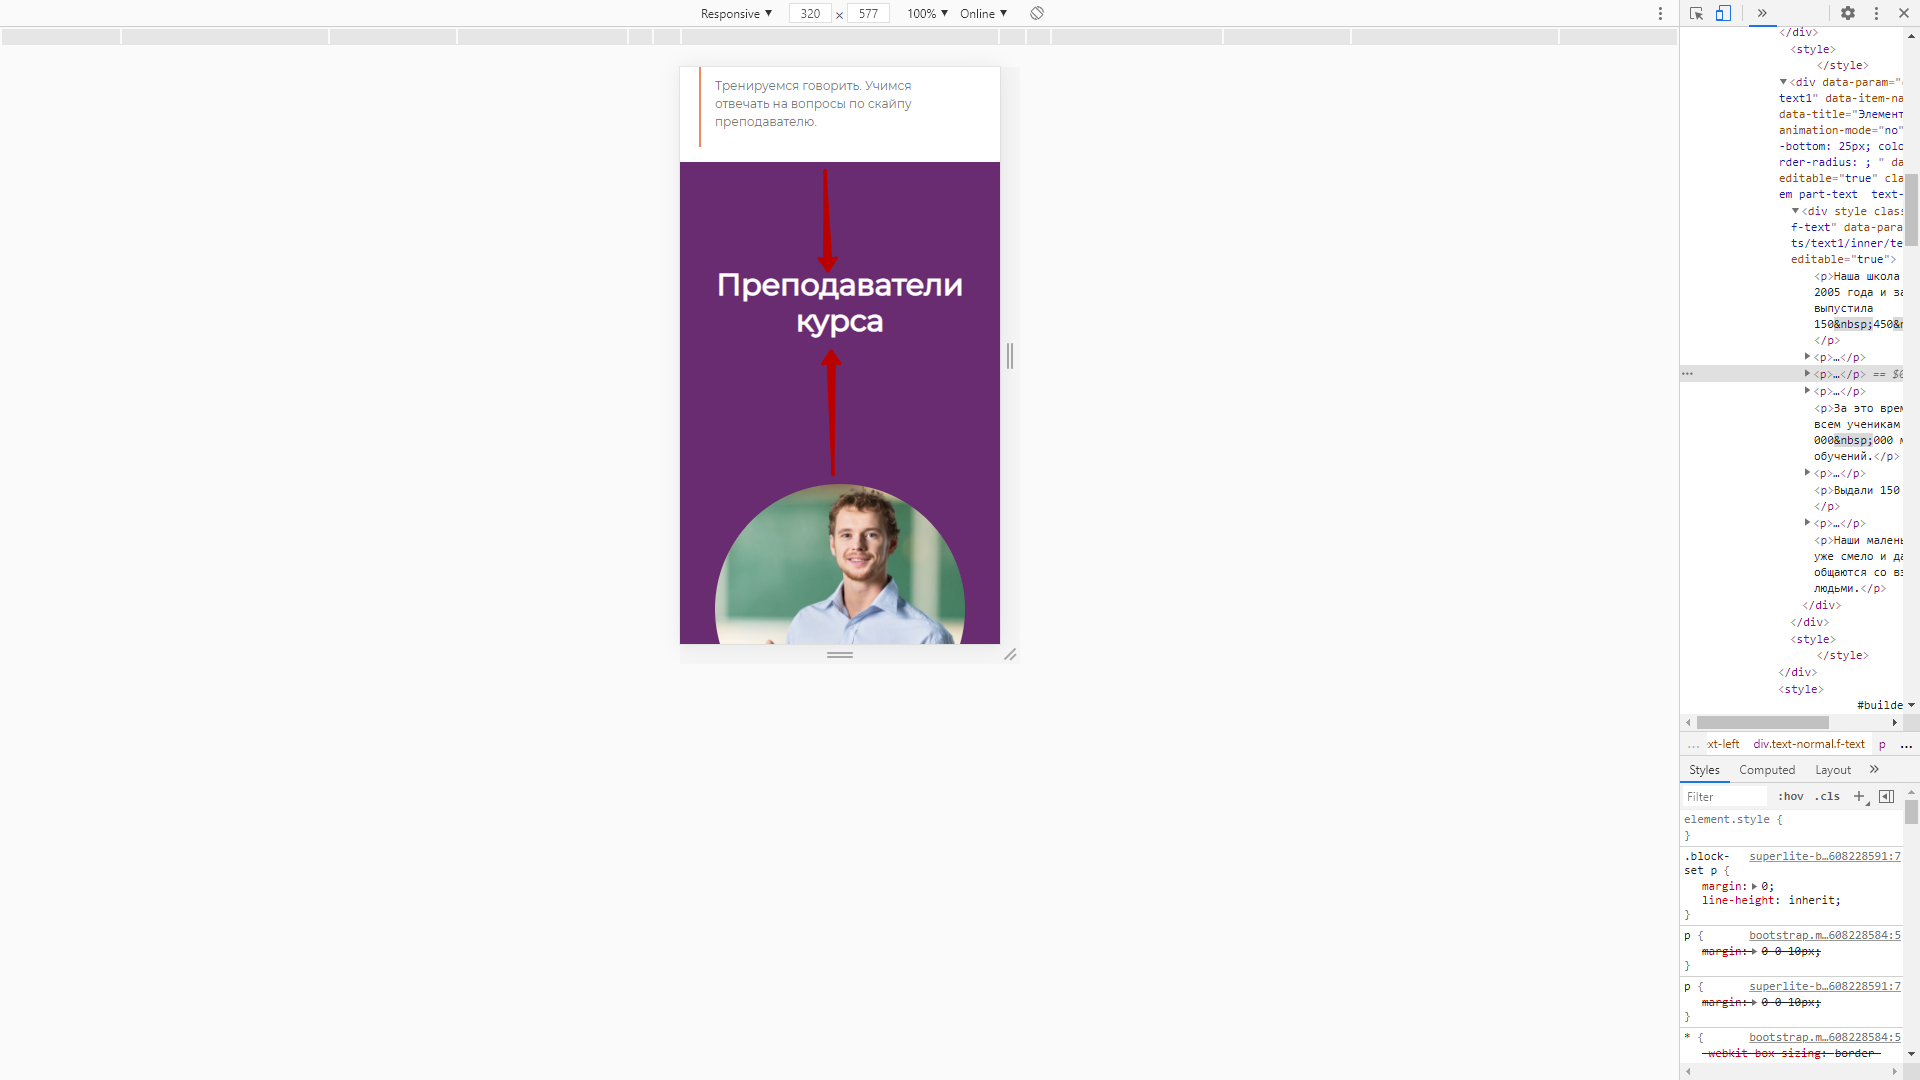 Responsive ▼ 320 × 577 100% ▼ Online ▼
Тренируемся говорить. Учимся
отвечать на вопросы по скайпу
преподавателю.
Преподаватели
курса
</div>
<style>
</style>
<div data-param="
text1" data-item-na
data-title="Элемент
animation-mode="no"
-bottom: 25px; colo
rder-radius: ; " da
editable="true" cla
em part-text text-
<div style clas
f-text" data-para
ts/text1/inner/te
editable="true">
<p>Наша школа
2005 года и за
выпустила
150&nbsp;450&
</p>
<p>…</p>
<p>…</p> == $0
<p>…</p>
<p>За это врем
всем ученикам
000&nbsp;000 м
обучений.</p>
<p>…</p>
<p>Выдали 150
</p>
<p>…</p>
<p>Наши малень
уже смело и да
общаются со вз
людьми.</p>
</div>
</div>
<style>
</style>
</div>
<style>
#builde
... xt-left div.text-normal.f-text p ...
Styles Computed Layout »
Filter :hov .cls +
element.style {
}
.block- superlite-b…608228591:7
set p {
margin: 0;
line-height: inherit;
}
p { bootstrap.m…608228584:5
margin: 0 0 10px;
}
p { superlite-b…608228591:7
margin: 0 0 10px;
}
* { bootstrap.m…608228584:5
-webkit-box-sizing: border-